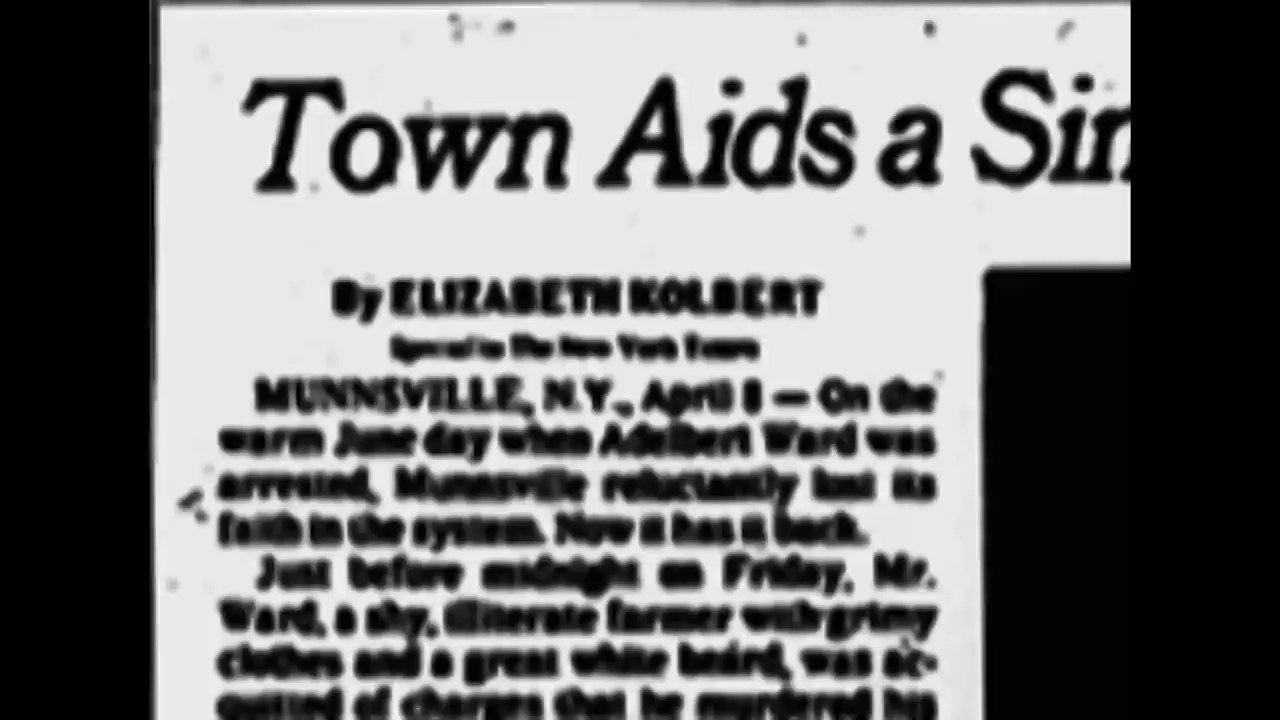 Town Aids a Sin
By ELIZABETH KOLBERT
Special to The New York Times
MUNNSVILLE, N.Y., April 8 — On the
warm June day when Adelbert Ward was
arrested, Munnsville reluctantly lost its
faith in the system. Now it has it back.
Just before midnight on Friday, Mr.
Ward, a shy, illiterate farmer with grimy
clothes and a great white beard, was ac-
quitted of charges that he murdered his